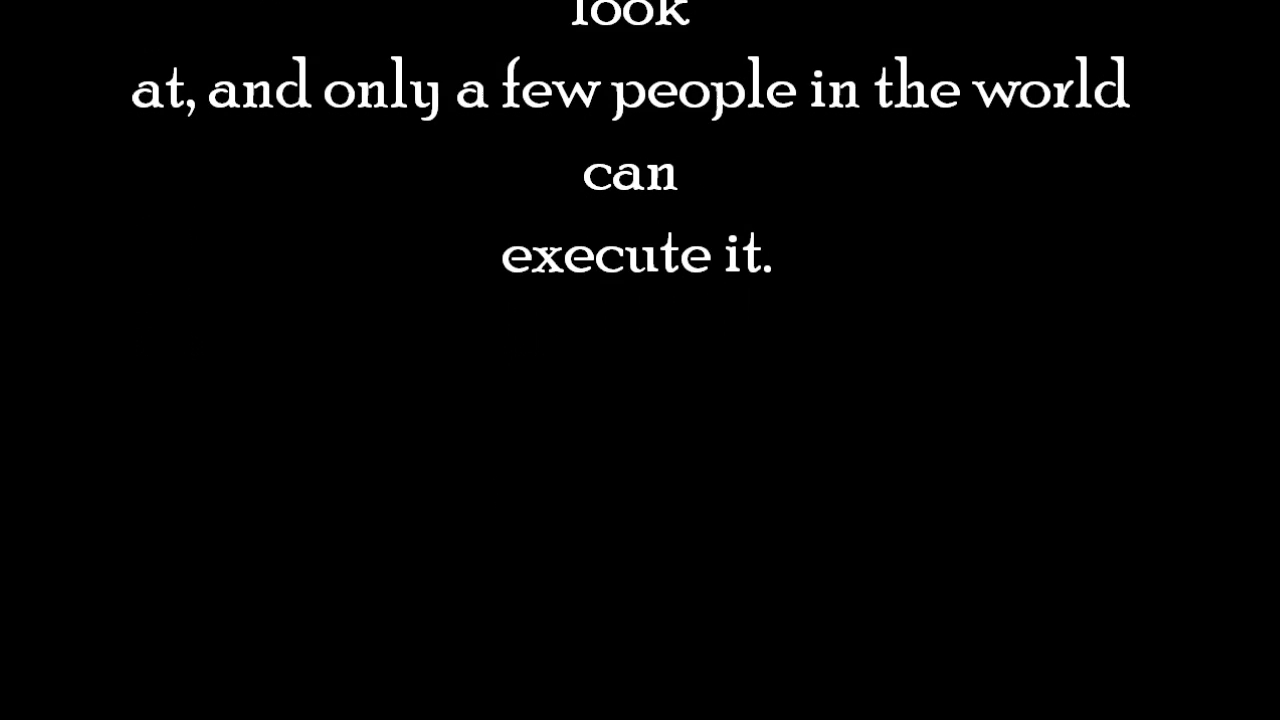 look
at, and only a few people in the world
can
execute it.